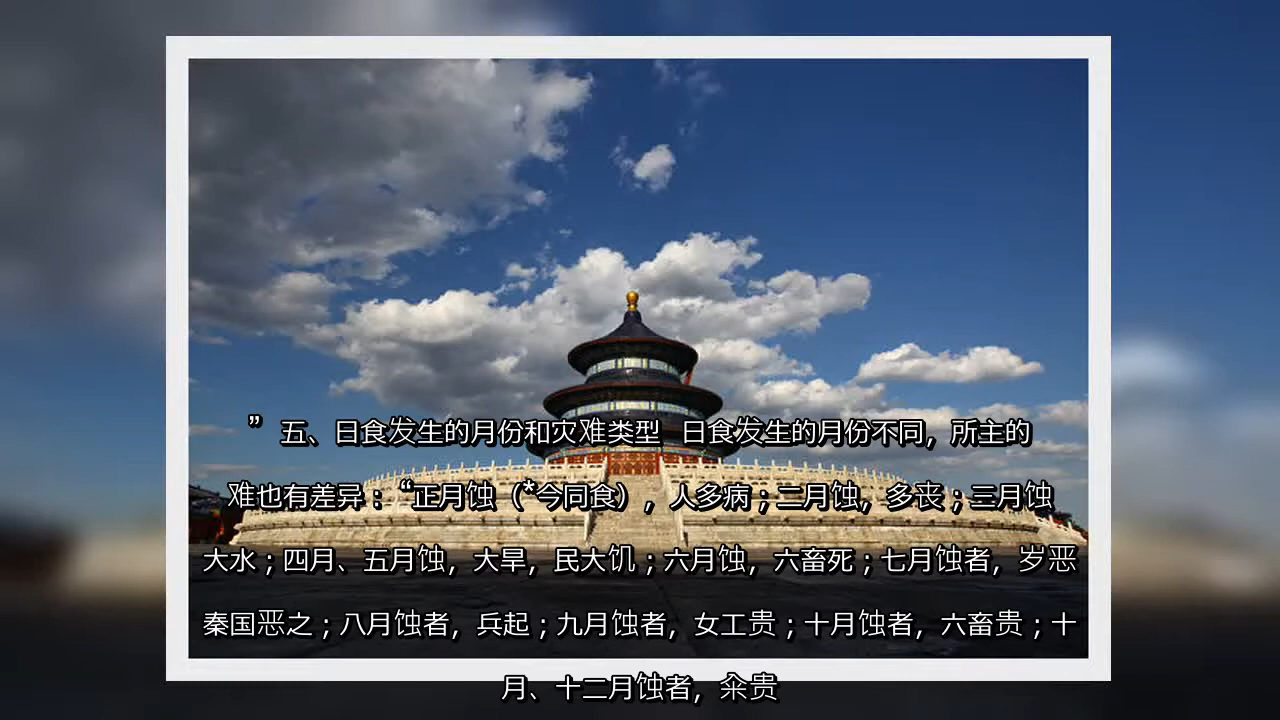 ”五、日食发生的月份和灾难类型 日食发生的月份不同，所主的
难也有差异：“正月蚀（*今同食），人多病；二月蚀，多丧；三月蚀
大水；四月、五月蚀，大旱，民大饥；六月蚀，六畜死；七月蚀者，岁恶
秦国恶之；八月蚀者，兵起；九月蚀者，女工贵；十月蚀者，六畜贵；十
月、十二月蚀者，籴贵